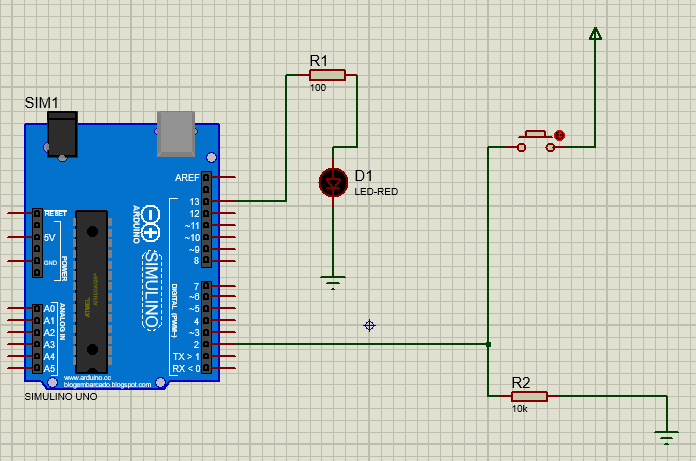 R1
100
SIM1
D1
LED-RED
AREF
13
12
~11
~10
~9
8
RESET
5V
GND
POWER
ARDUINO
SIMULINO
ATMEL
7
~6
~5
4
~3
2
TX > 1
RX < 0
DIGITAL (PWM~)
A0
A1
A2
A3
A4
A5
ANALOG IN
www.arduino.cc
blogembarcado.blogspot.com
SIMULINO UNO
R2
10k